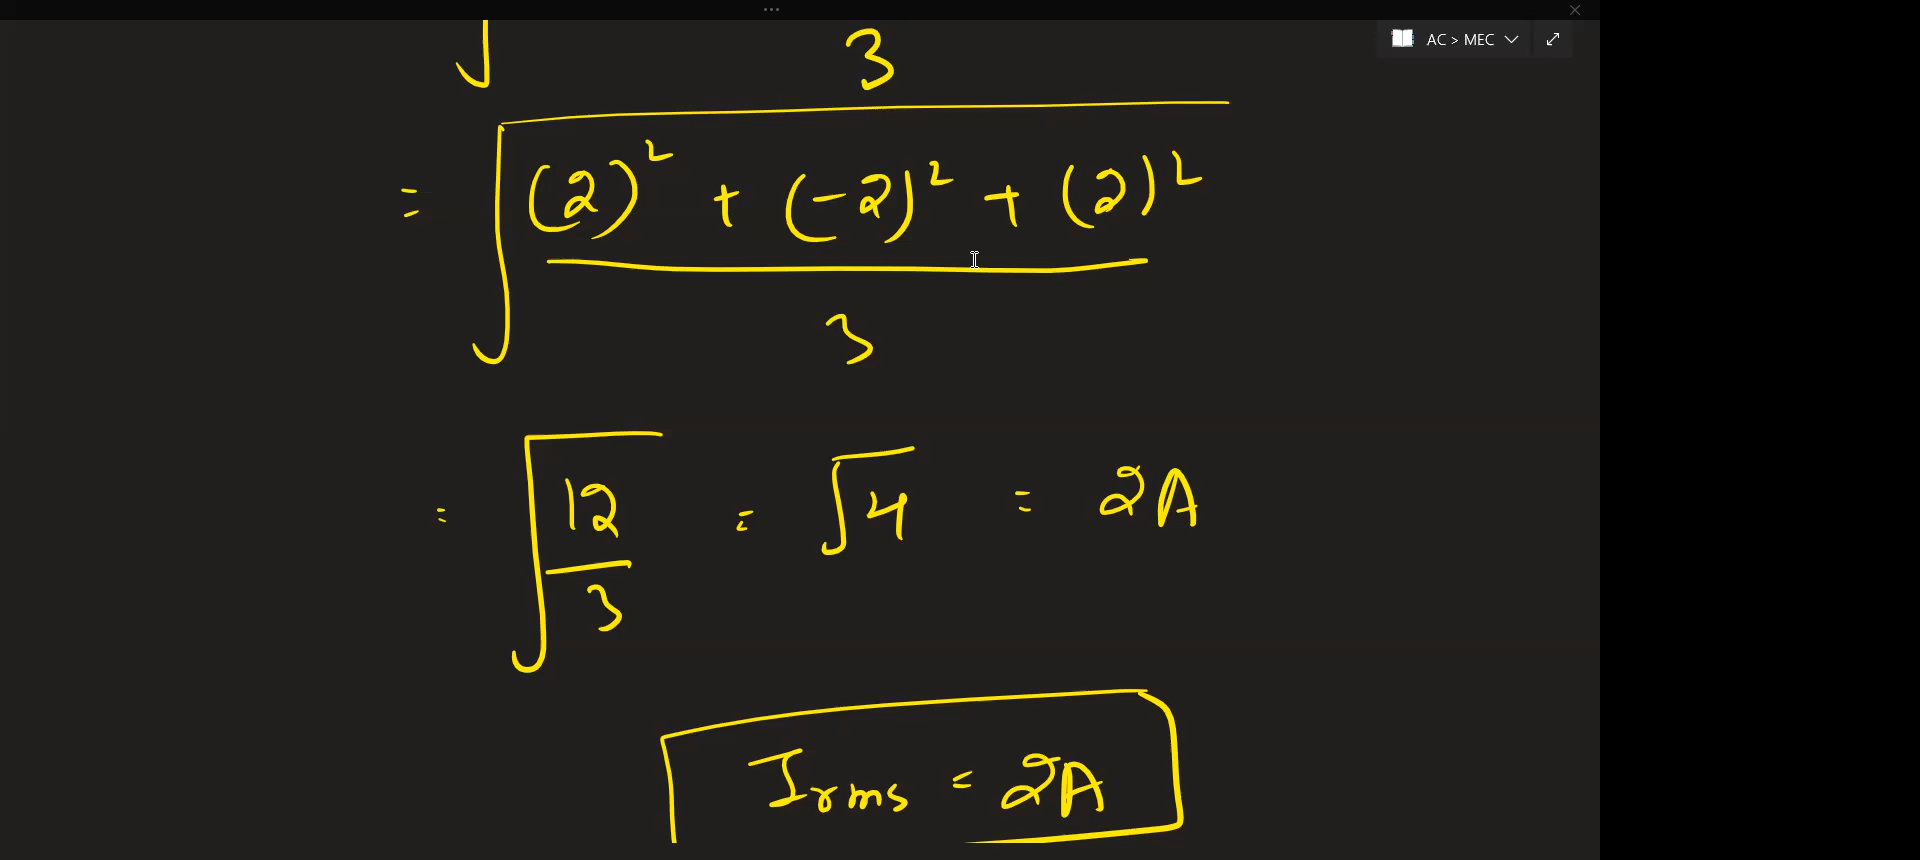 AC > MEC
√ 3
= √((2)² + (-2)² + (2)² / 3)
= √(12/3) = √4 = 2A
Irms = 2A